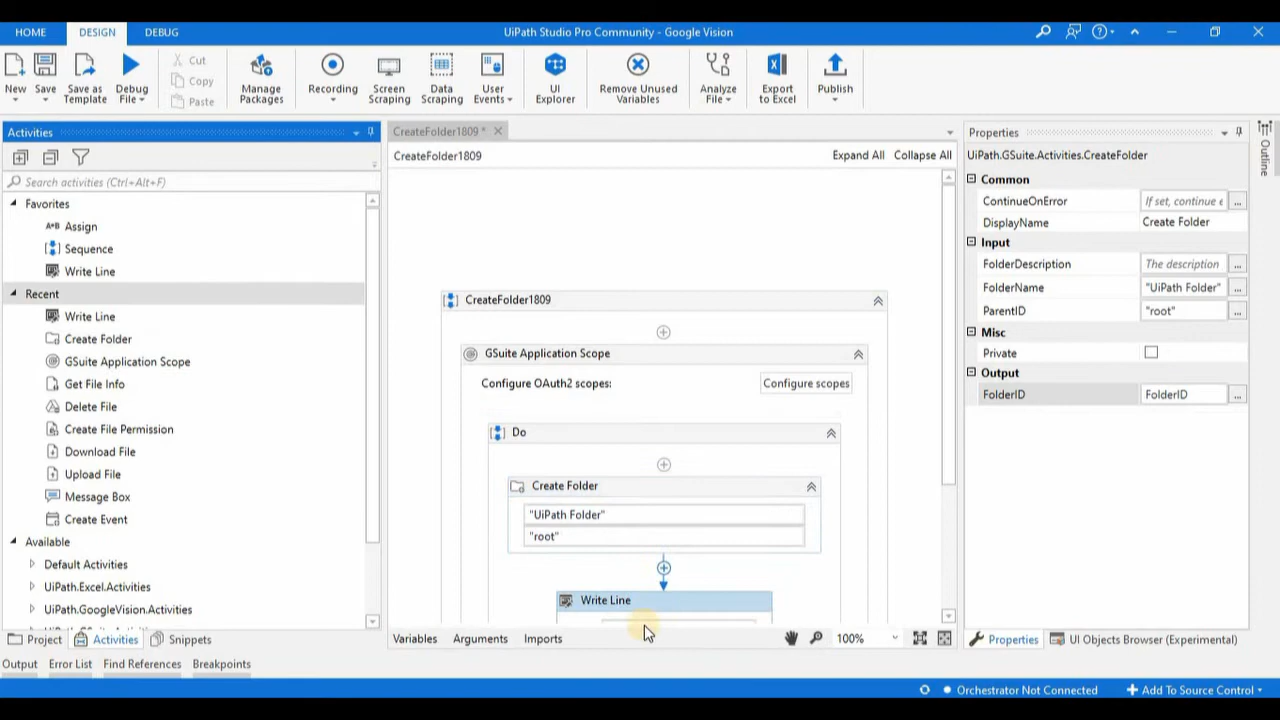 HOME
DESIGN
DEBUG
UiPath Studio Pro Community - Google Vision
New
Save
Save as Template
Debug File
Cut
Copy
Paste
Manage Packages
Recording
Screen Scraping
Data Scraping
User Events
UI Explorer
Remove Unused Variables
Analyze File
Export to Excel
Publish
Activities
Search activities (Ctrl+Alt+F)
Favorites
Assign
Sequence
Write Line
Recent
Write Line
Create Folder
GSuite Application Scope
Get File Info
Delete File
Create File Permission
Download File
Upload File
Message Box
Create Event
Available
Default Activities
UiPath.Excel.Activities
UiPath.GoogleVision.Activities
Project
Activities
Snippets
CreateFolder1809 *
CreateFolder1809
Expand All
Collapse All
CreateFolder1809
GSuite Application Scope
Configure OAuth2 scopes:
Configure scopes
Do
Create Folder
"UiPath Folder"
"root"
Write Line
Variables
Arguments
Imports
100%
Properties
UiPath.GSuite.Activities.CreateFolder
Common
ContinueOnError
If set, continue e
...
DisplayName
Create Folder
Input
FolderDescription
The description
...
FolderName
"UiPath Folder"
...
ParentID
"root"
...
Misc
Private
Output
FolderID
FolderID
...
Properties
UI Objects Browser (Experimental)
Outline
Output
Error List
Find References
Breakpoints
Orchestrator Not Connected
Add To Source Control